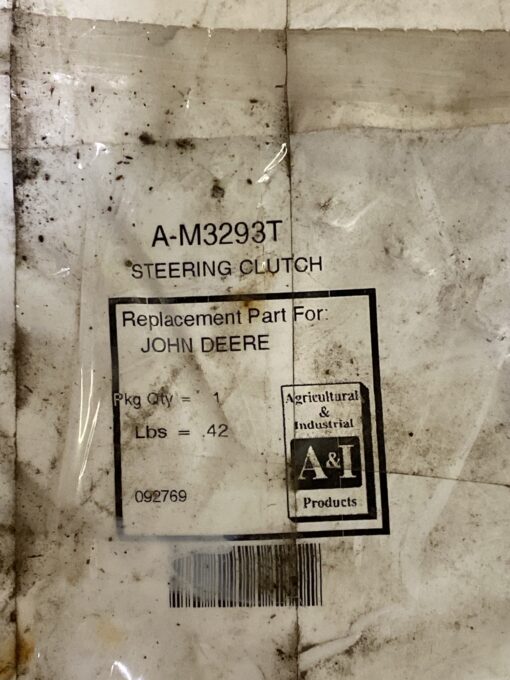 A-M3293T
STEERING CLUTCH
Replacement Part For:
JOHN DEERE
Pkg Qty = 1
Lbs = .42
092769
Agricultural
&
Industrial
A&I
Products